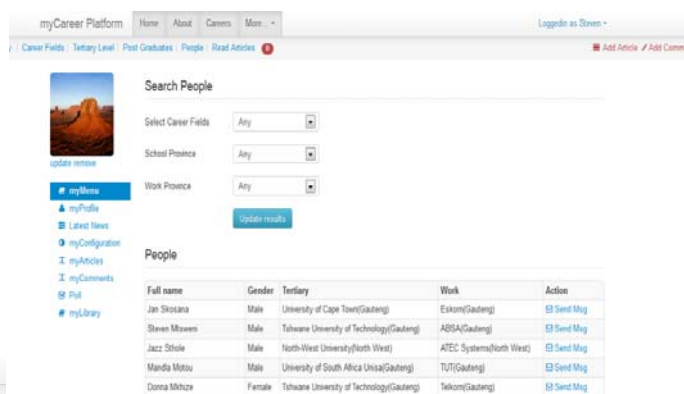 myCareer Platform Home About Careers More... Loggedin as Steven
Career Fields Tertiary Level Post Graduates People Read Articles Add Article Add Comm
Search People
Select Career Fields Any
School Province Any
update remove
Work Province Any
myMenu
myProfile
Update results
Latest News
myConfiguration
myArticles
People
myComments
Poll
Full name Gender Tertiary Work Action
myLibrary
Jan Skosana Male University of Cape Town(Gauteng) Eskom(Gauteng) Send Msg
Steven Mtsweni Male Tshwane University of Technology(Gauteng) ABSA(Gauteng) Send Msg
Jazz Sthole Male North-West University(North West) ATEC Systems(North West) Send Msg
Mandla Motou Male University of South Africa Unisa(Gauteng) TUT(Gauteng) Send Msg
Donna Mkhize Female Tshwane University of Technology(Gauteng) Telkom(Gauteng) Send Msg